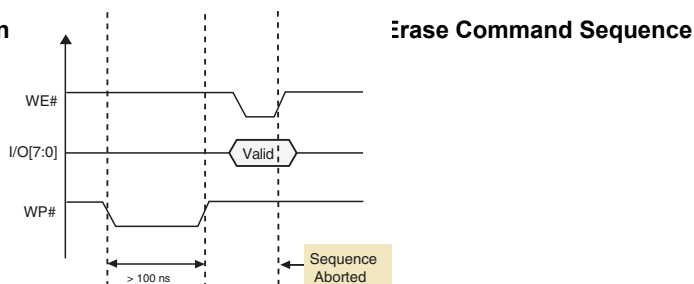 n
Erase Command Sequence
WE#
I/O[7:0]
Valid
WP#
> 100 ns
Sequence
Aborted